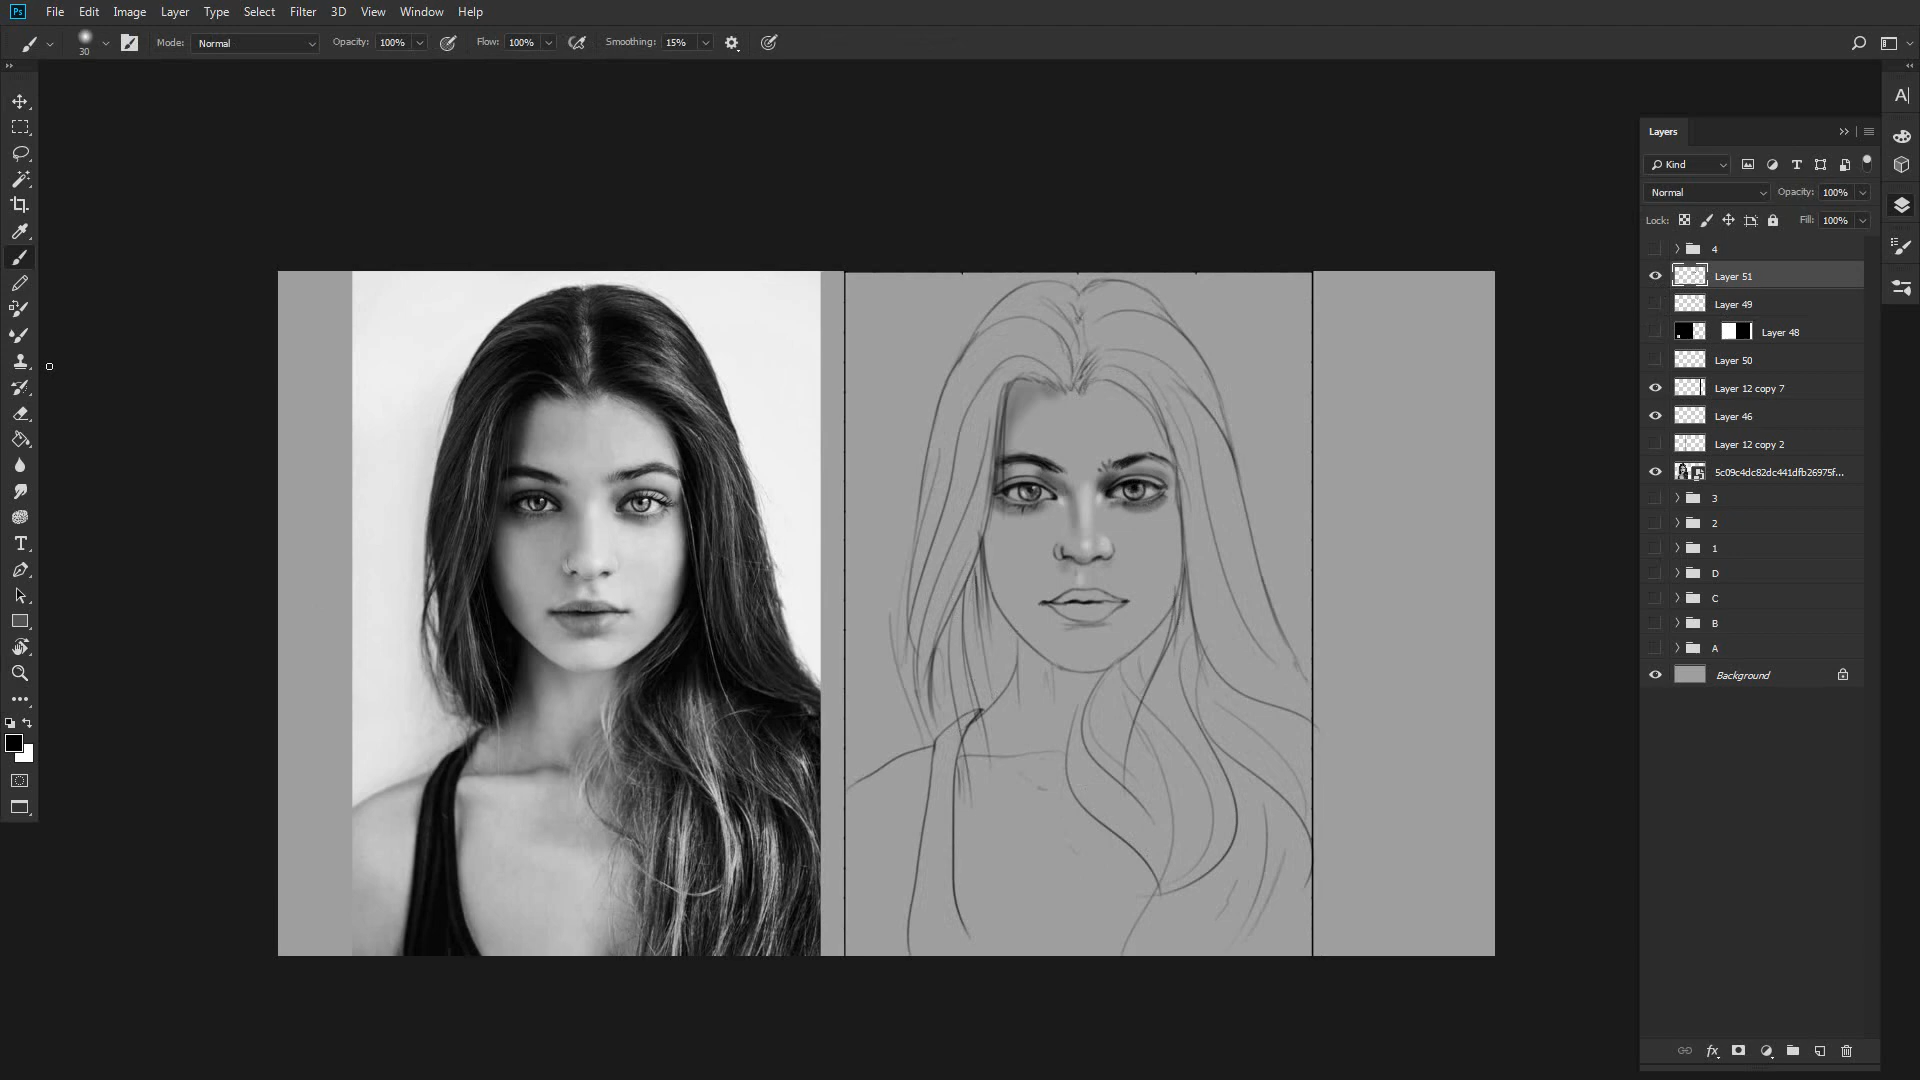 Ps File Edit Image Layer Type Select Filter 3D View Window Help
30 Mode: Normal Opacity: 100% Flow: 100% Smoothing: 15%
A
Layers
Kind T
Normal Opacity: 100%
Lock: Fill: 100%
4
Layer 51
Layer 49
Layer 48
Layer 50
Layer 12 copy 7
Layer 46
Layer 12 copy 2
5c09c4dc82dc441dfb26975f...
3
2
1
D
C
B
A
Background
fx
T